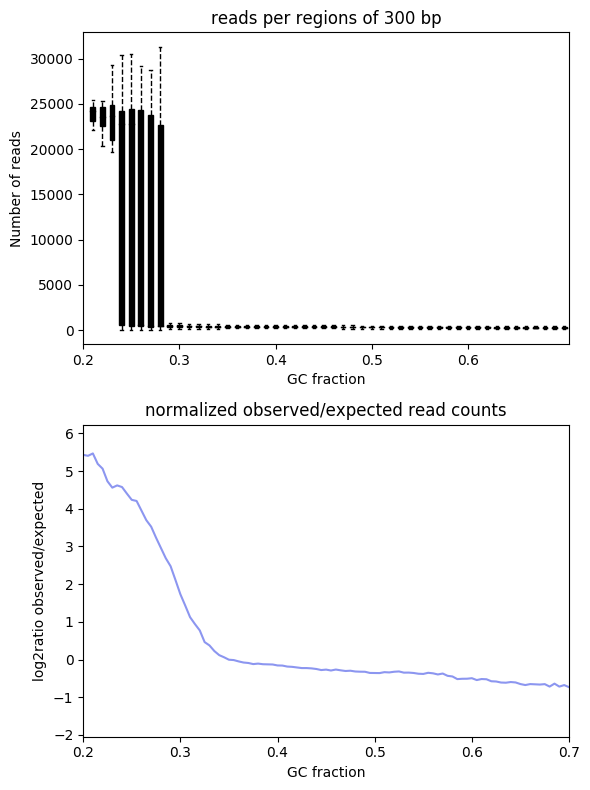 reads per regions of 300 bp
Number of reads
30000
25000
20000
15000
10000
5000
0
0.2 0.3 0.4 0.5 0.6
GC fraction
normalized observed/expected read counts
log2ratio observed/expected
6
5
4
3
2
1
0
−1
−2
0.2 0.3 0.4 0.5 0.6 0.7
GC fraction